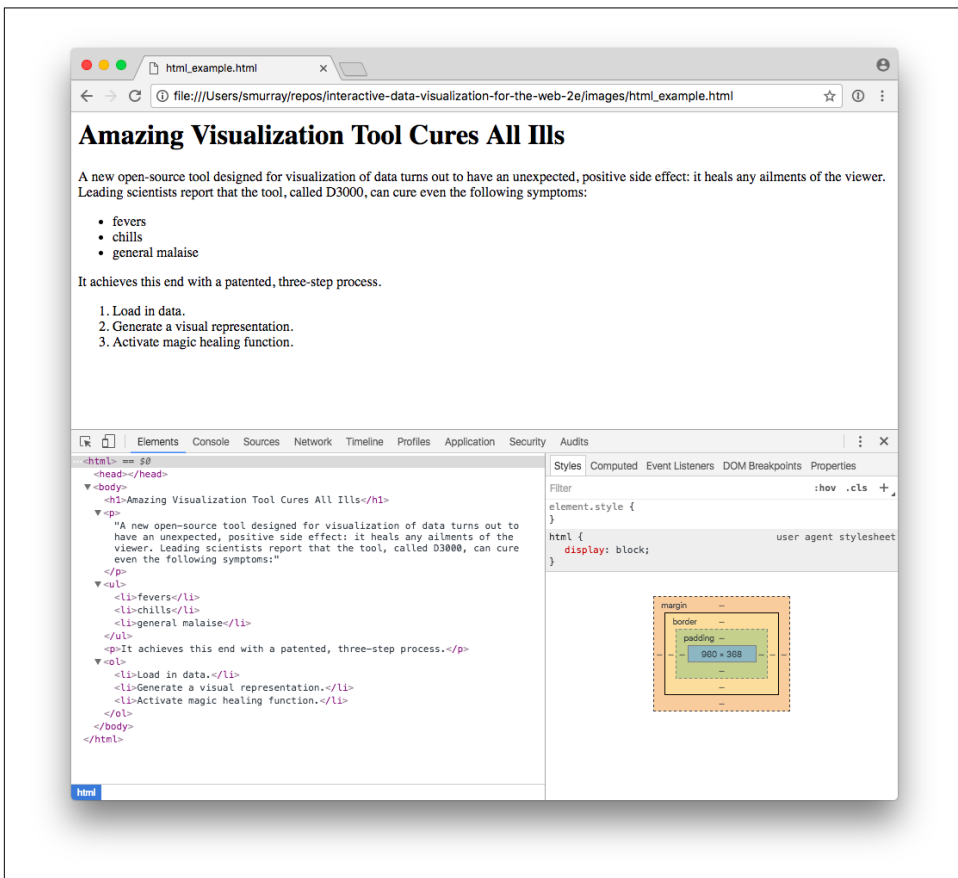 html_example.html
file:///Users/smurray/repos/interactive-data-visualization-for-the-web-2e/images/html_example.html
Amazing Visualization Tool Cures All Ills
A new open-source tool designed for visualization of data turns out to have an unexpected, positive side effect: it heals any ailments of the viewer.
Leading scientists report that the tool, called D3000, can cure even the following symptoms:
• fevers
• chills
• general malaise
It achieves this end with a patented, three-step process.
1. Load in data.
2. Generate a visual representation.
3. Activate magic healing function.
Elements Console Sources Network Timeline Profiles Application Security Audits
<html> == $0
<head></head>
<body>
<h1>Amazing Visualization Tool Cures All Ills</h1>
<p>
"A new open-source tool designed for visualization of data turns out to
have an unexpected, positive side effect: it heals any ailments of the
viewer. Leading scientists report that the tool, called D3000, can cure
even the following symptoms:"
</p>
<ul>
<li>fevers</li>
<li>chills</li>
<li>general malaise</li>
</ul>
<p>It achieves this end with a patented, three-step process.</p>
<ol>
<li>Load in data.</li>
<li>Generate a visual representation.</li>
<li>Activate magic healing function.</li>
</ol>
</body>
</html>
html
Styles Computed Event Listeners DOM Breakpoints Properties
Filter :hov .cls +
element.style {
}
html { user agent stylesheet
display: block;
}
margin –
border –
padding –
– – – 980 × 368 – – –
–
–
–